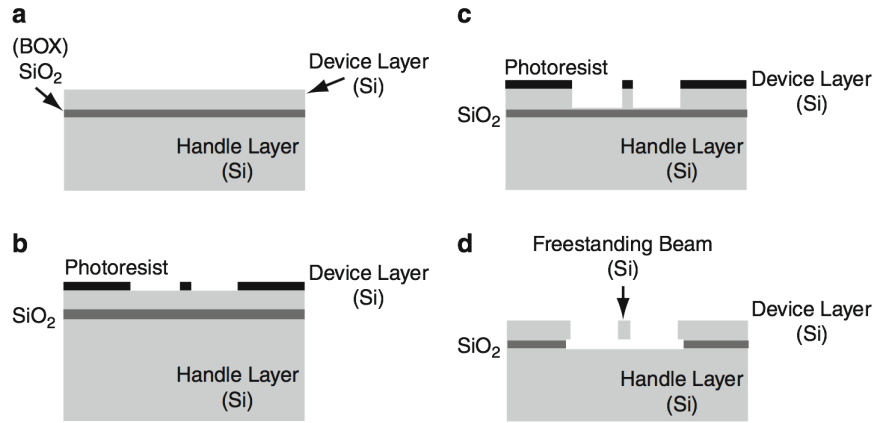 a
(BOX)
SiO2
Device Layer
(Si)
Handle Layer
(Si)
b
Photoresist
Device Layer
(Si)
SiO2
Handle Layer
(Si)
c
Photoresist
Device Layer
(Si)
SiO2
Handle Layer
(Si)
d
Freestanding Beam
(Si)
Device Layer
(Si)
SiO2
Handle Layer
(Si)